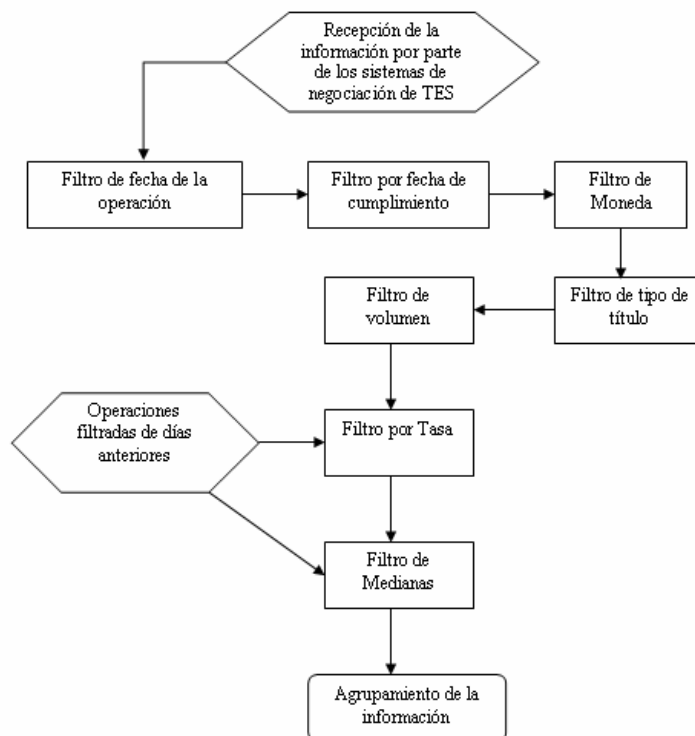 Recepción de la
información por parte
de los sistemas de
negociación de TES
Filtro de fecha de la
operación
Filtro por fecha de
cumplimiento
Filtro de
Moneda
Filtro de tipo de
título
Filtro de
volumen
Operaciones
filtradas de días
anteriores
Filtro por Tasa
Filtro de
Medianas
Agrupamiento de la
información